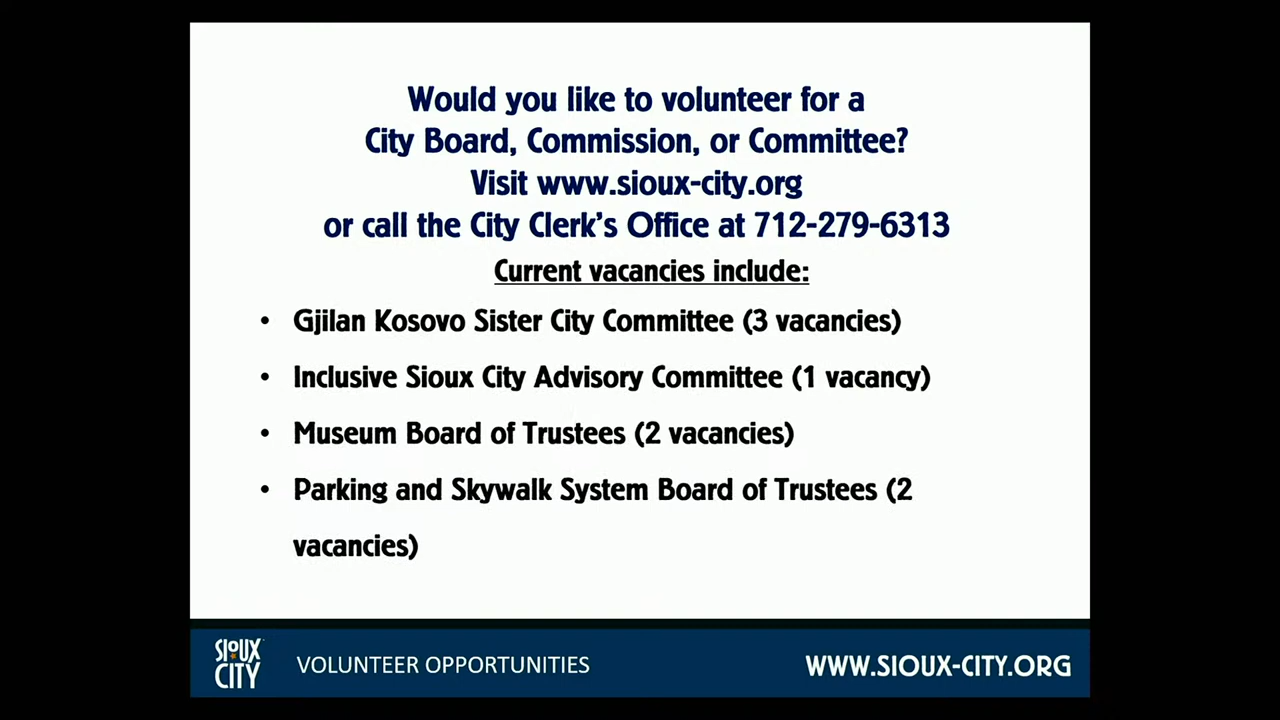 Would you like to volunteer for a
City Board, Commission, or Committee?
Visit www.sioux-city.org
or call the City Clerk's Office at 712-279-6313
Current vacancies include:
• Gjilan Kosovo Sister City Committee (3 vacancies)
• Inclusive Sioux City Advisory Committee (1 vacancy)
• Museum Board of Trustees (2 vacancies)
• Parking and Skywalk System Board of Trustees (2
vacancies)
SIOUX
CITY
VOLUNTEER OPPORTUNITIES
WWW.SIOUX-CITY.ORG